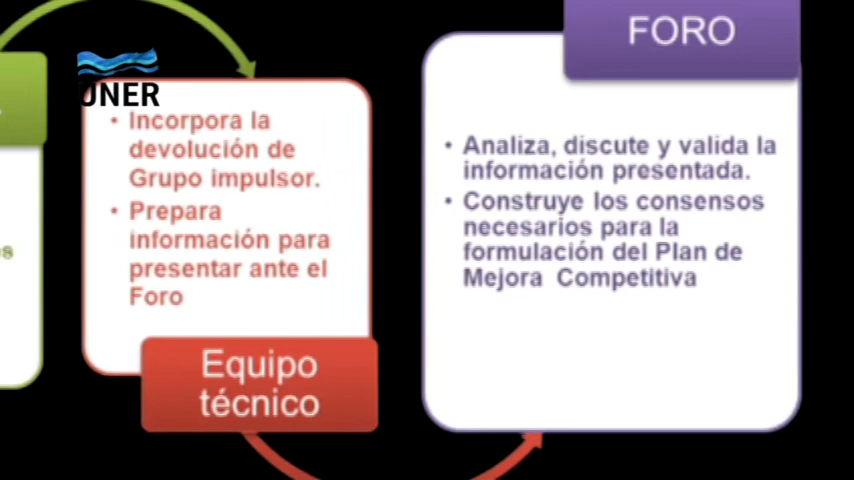 UNER
• Incorpora la
devolución de
Grupo impulsor.
• Prepara
información para
presentar ante el
Foro
Equipo
técnico
FORO
• Analiza, discute y valida la
información presentada.
• Construye los consensos
necesarios para la
formulación del Plan de
Mejora Competitiva